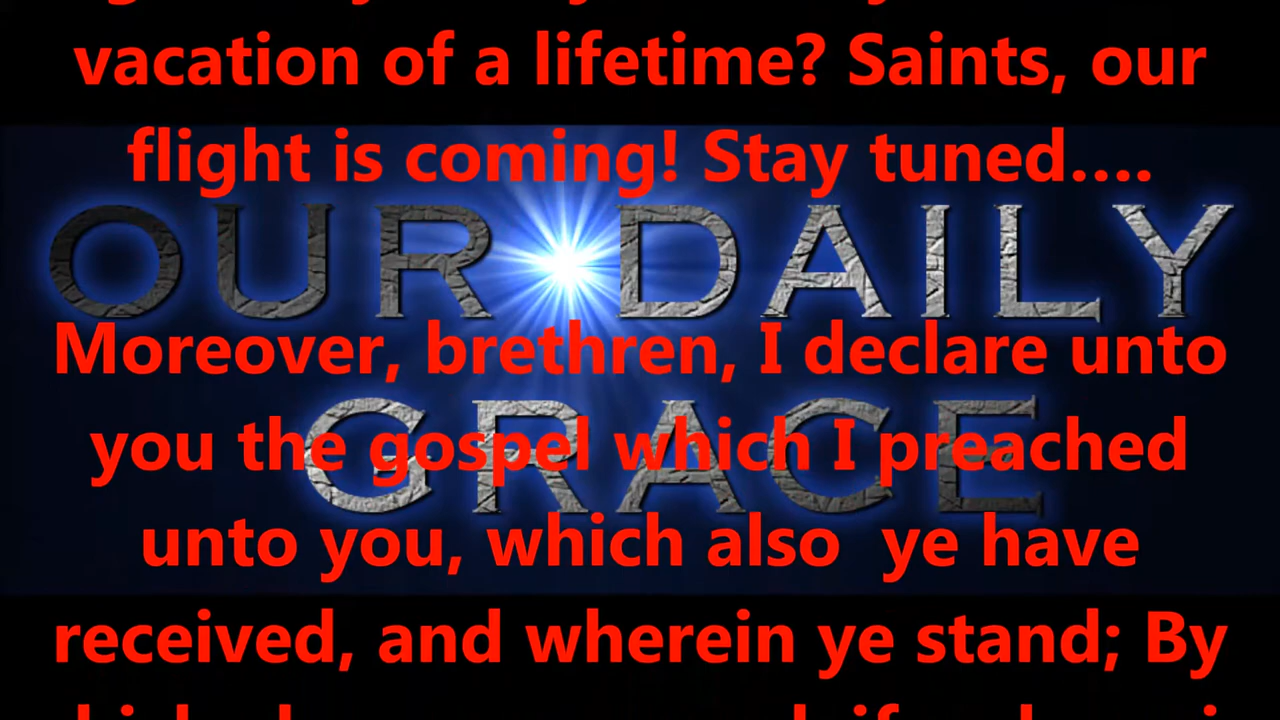 vacation of a lifetime? Saints, our
flight is coming! Stay tuned....
OUR DAILY
Moreover, brethren, I declare unto
GRACE
you the gospel which I preached
unto you, which also ye have
received, and wherein ye stand; By